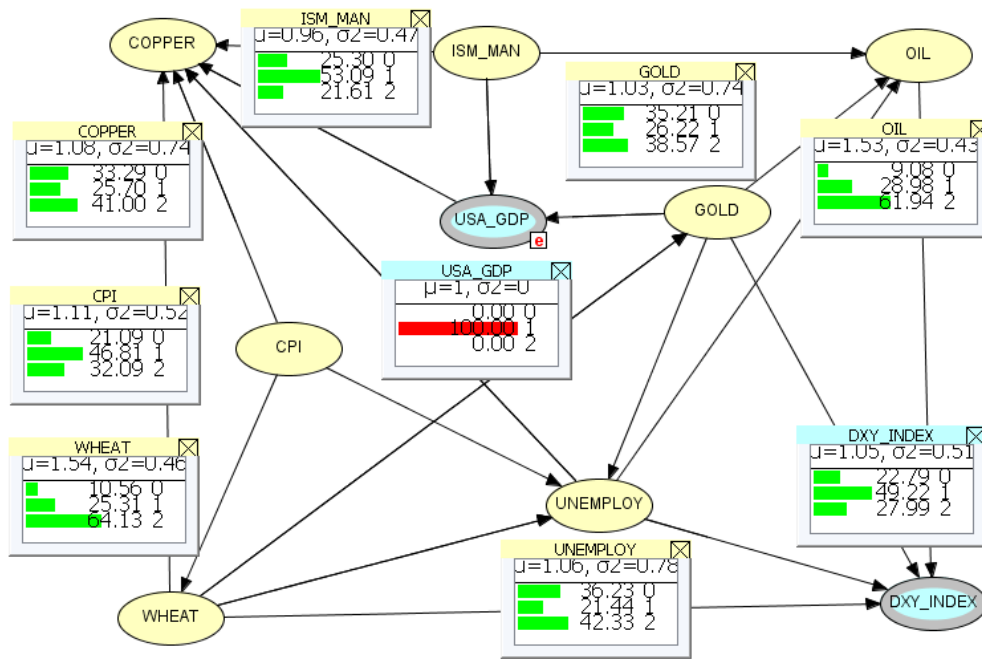 ISM_MAN
μ=0.96, σ2=0.47
25.30 0
53.09 1
21.61 2
COPPER
ISM_MAN
OIL
GOLD
μ=1.03, σ2=0.74
35.21 0
26.22 1
38.57 2
COPPER
μ=1.08, σ2=0.74
33.29 0
25.70 1
41.00 2
OIL
μ=1.53, σ2=0.43
9.08 0
28.98 1
61.94 2
USA_GDP
e
GOLD
USA_GDP
μ=1, σ2=0
0.00 0
100.00 1
0.00 2
CPI
μ=1.11, σ2=0.52
21.09 0
46.81 1
32.09 2
CPI
WHEAT
μ=1.54, σ2=0.46
10.56 0
25.31 1
64.13 2
DXY_INDEX
μ=1.05, σ2=0.51
22.79 0
49.22 1
27.99 2
UNEMPLOY
UNEMPLOY
μ=1.06, σ2=0.78
36.23 0
21.44 1
42.33 2
WHEAT
DXY_INDEX